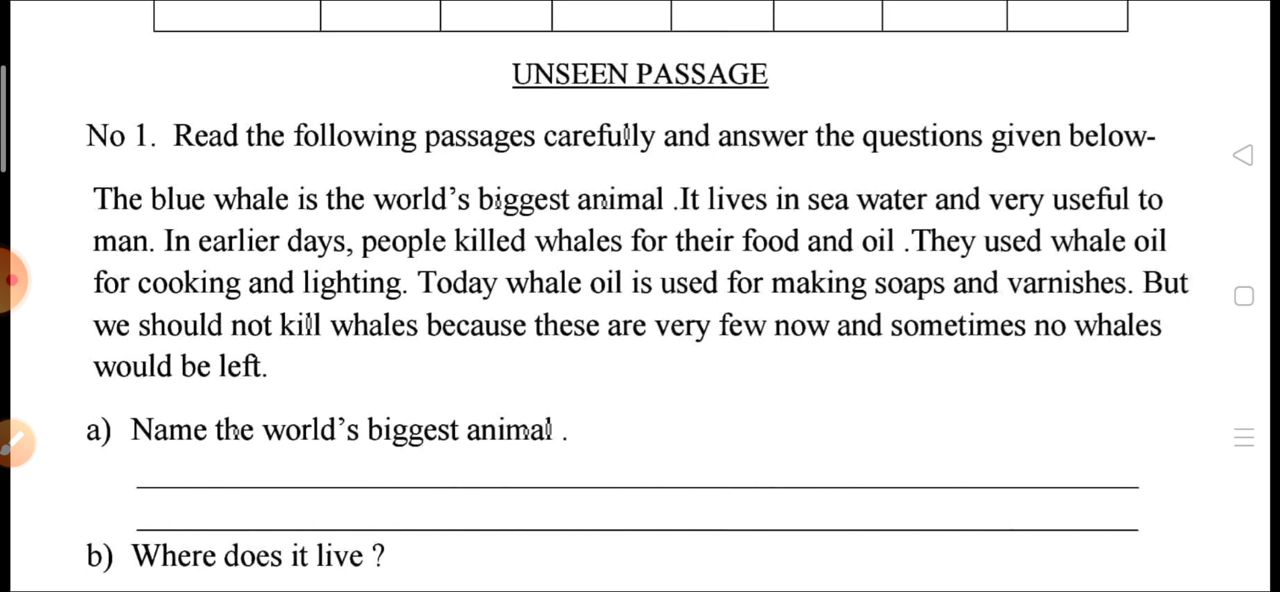 UNSEEN PASSAGE
No 1. Read the following passages carefully and answer the questions given below-
The blue whale is the world’s biggest animal .It lives in sea water and very useful to
man. In earlier days, people killed whales for their food and oil .They used whale oil
for cooking and lighting. Today whale oil is used for making soaps and varnishes. But
we should not kill whales because these are very few now and sometimes no whales
would be left.
a) Name the world’s biggest animal .
b) Where does it live ?